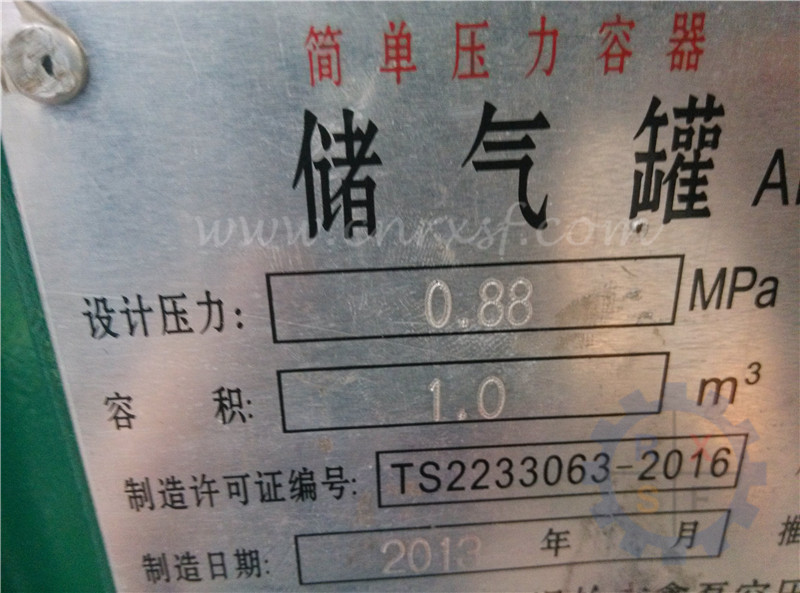 简单压力容器
储气罐
www.cnrxsf.com
设计压力: 0.88 MPa
容 积: 1.0 m³
制造许可证编号: TS2233063-2016
制造日期: 2013 年 月 推